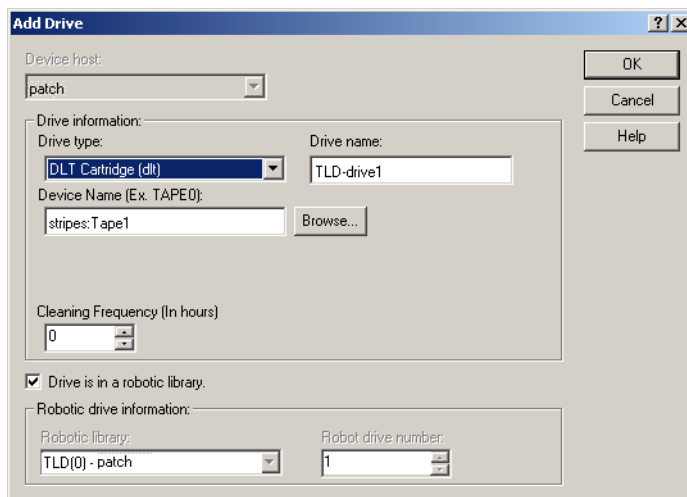 Add Drive
Device host:
patch
OK
Cancel
Help
Drive information:
Drive type:
Drive name:
DLT Cartridge (dlt)
TLD-drive1
Device Name (Ex. TAPE0):
stripes:Tape1
Browse...
Cleaning Frequency (In hours)
0
Drive is in a robotic library.
Robotic drive information:
Robotic library:
Robot drive number:
TLD(0) - patch
1